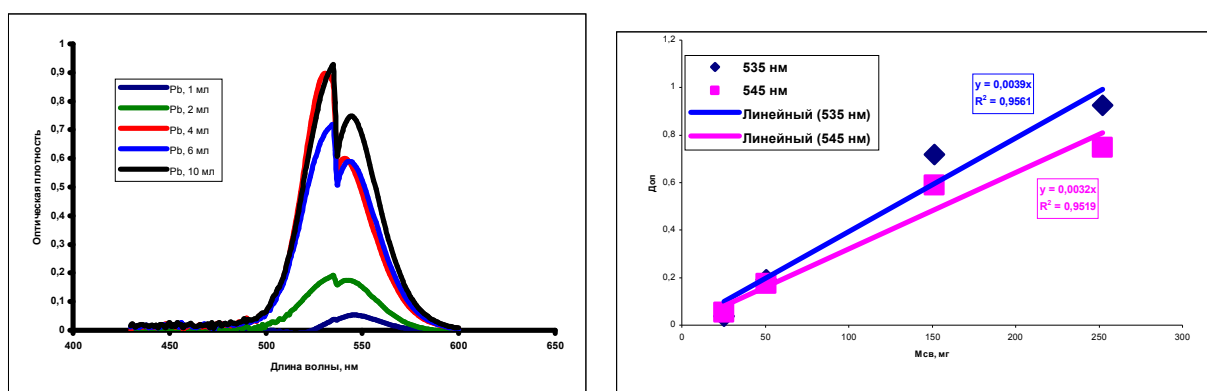 Оптическая плотность
1
0,9
0,8
0,7
0,6
0,5
0,4
0,3
0,2
0,1
0
400
450
500
550
600
650
Длина волны, нм
Pb, 1 мл
Pb, 2 мл
Pb, 4 мл
Pb, 6 мл
Pb, 10 мл
Доп
1,2
1
0,8
0,6
0,4
0,2
0
0
50
100
150
200
250
300
Мсв, мг
535 нм
545 нм
Линейный (535 нм)
Линейный (545 нм)
y = 0,0039x
R² = 0,9561
y = 0,0032x
R² = 0,9519